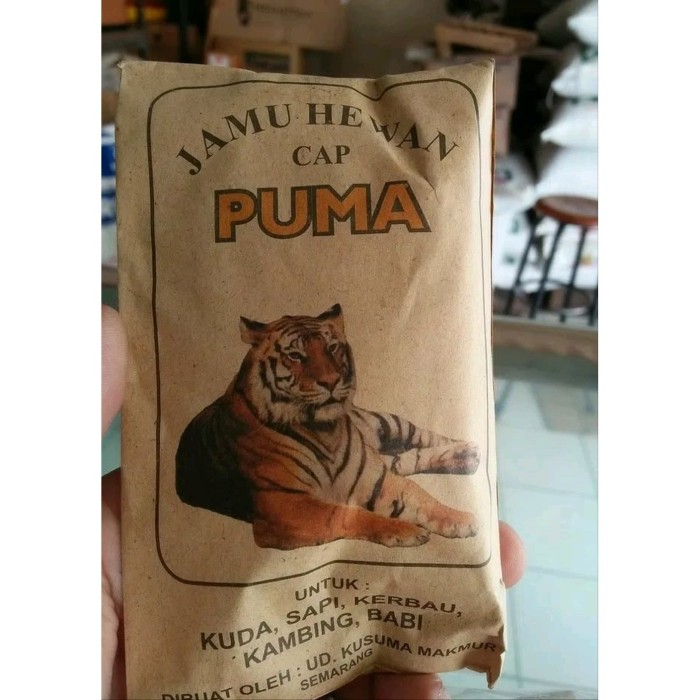 JAMU HEWAN
CAP
PUMA
UNTUK :
KUDA, SAPI, KERBAU,
KAMBING, BABI
DIBUAT OLEH : UD. KUSUMA MAKMUR
SEMARANG